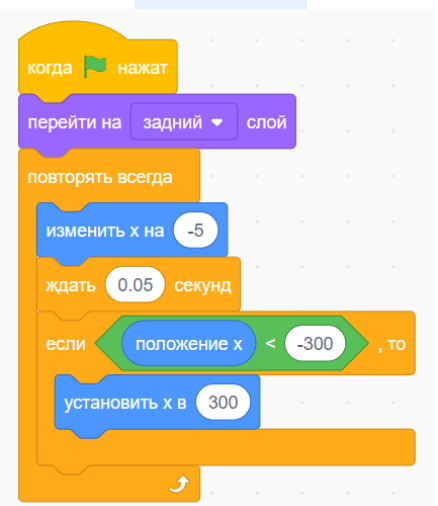 когда нажат
перейти на задний слой
повторять всегда
изменить х на -5
ждать 0.05 секунд
если положение х < -300 , то
установить х в 300